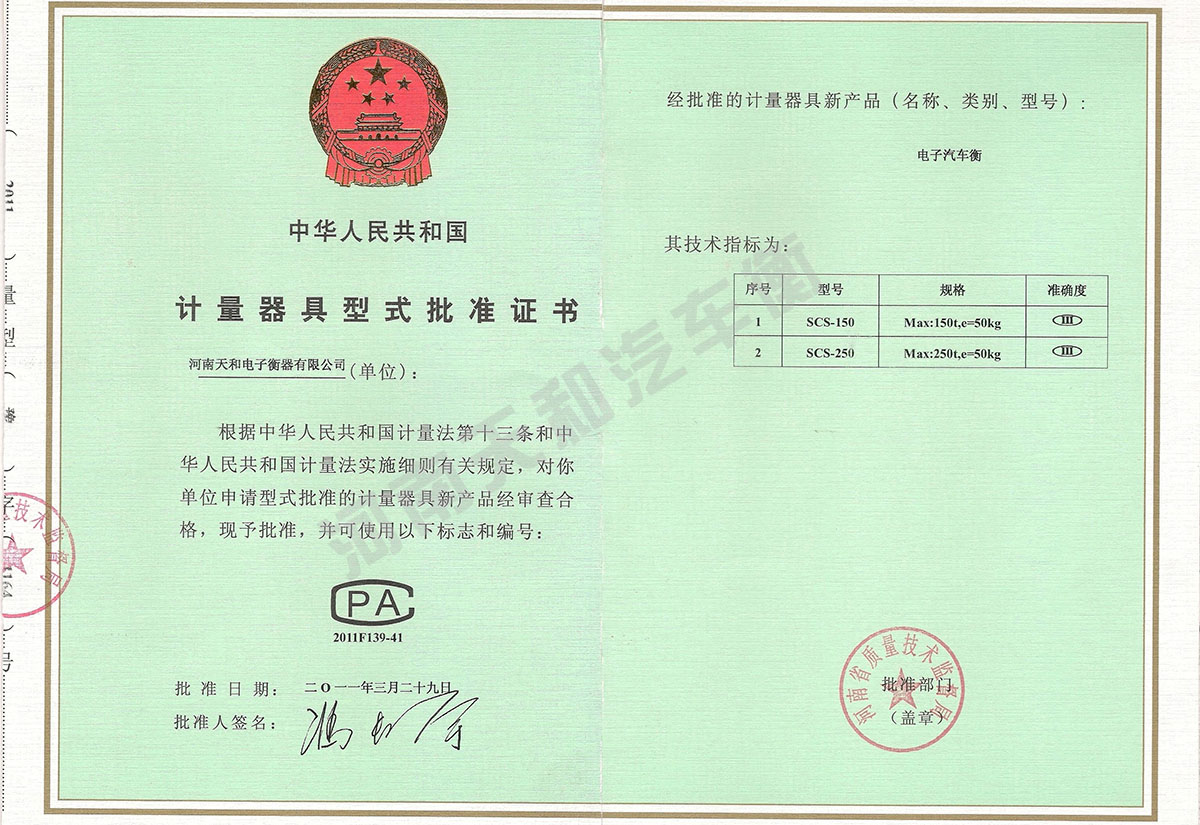 中华人民共和国
计量器具型式批准证书
河南天和电子衡器有限公司(单位)：
根据中华人民共和国计量法第十三条和中
华人民共和国计量法实施细则有关规定，对你
单位申请型式批准的计量器具新产品经审查合
格，现予批准，并可使用以下标志和编号：
CPA
2011F139-41
批准日期：二O一一年三月二十九日
批准人签名：
经批准的计量器具新产品（名称、类别、型号）：
电子汽车衡
其技术指标为：
序号 型号 规格 准确度
1 SCS-150 Max:150t,e=50kg III
2 SCS-250 Max:250t,e=50kg III
河南省质量技术监督局
批准部门
（盖章）
河南天和汽车衡
技术监督局